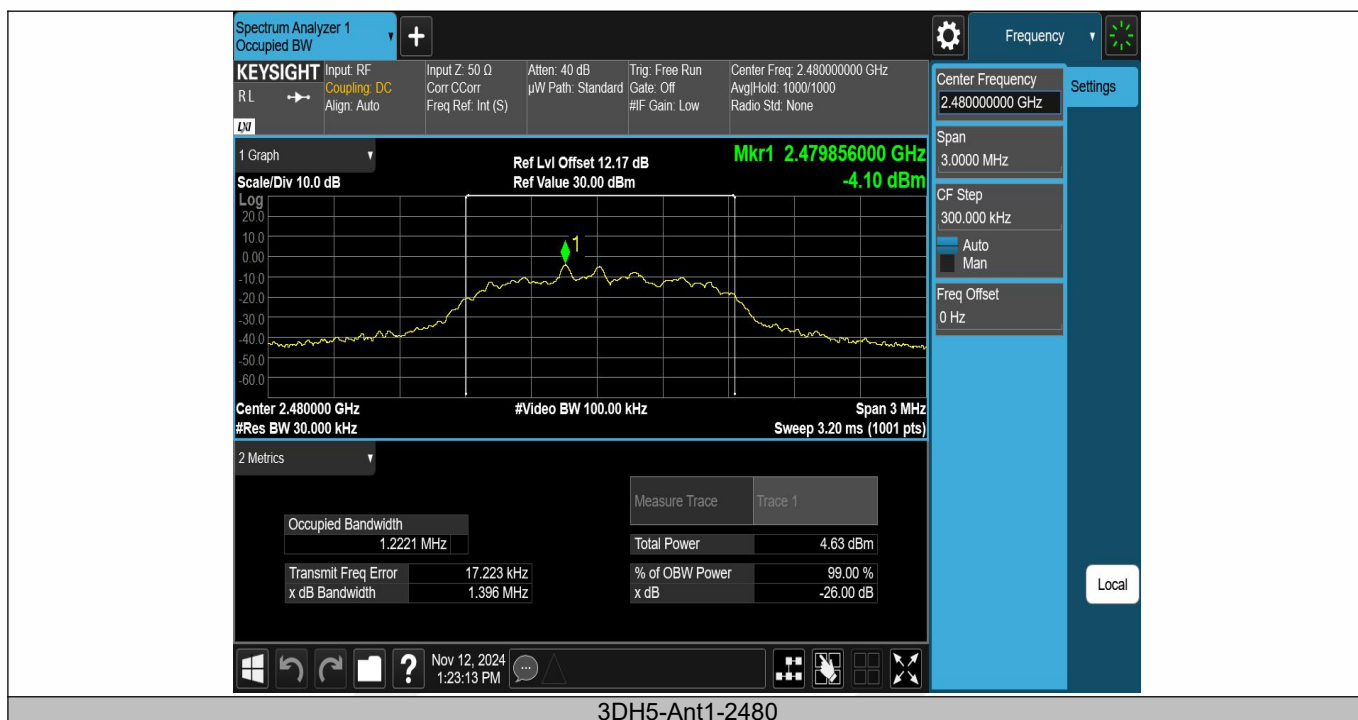 Spectrum Analyzer 1
Occupied BW
+
Frequency
KEYSIGHT
R L
LXI
Input: RF
Coupling: DC
Align: Auto
Input Z: 50 Ω
Corr CCorr
Freq Ref: Int (S)
Atten: 40 dB
µW Path: Standard
Trig: Free Run
Gate: Off
#IF Gain: Low
Center Freq: 2.480000000 GHz
Avg|Hold: 1000/1000
Radio Std: None
Center Frequency
2.480000000 GHz
Settings
Span
3.0000 MHz
CF Step
300.000 kHz
Auto
Man
Freq Offset
0 Hz
Local
1 Graph
Scale/Div 10.0 dB
Ref Lvl Offset 12.17 dB
Ref Value 30.00 dBm
Mkr1 2.479856000 GHz
-4.10 dBm
Log
20.0
10.0
0.00
-10.0
-20.0
-30.0
-40.0
-50.0
-60.0
1
Center 2.480000 GHz
#Video BW 100.00 kHz
Span 3 MHz
#Res BW 30.000 kHz
Sweep 3.20 ms (1001 pts)
2 Metrics
Measure Trace
Trace 1
Occupied Bandwidth
1.2221 MHz
Total Power
4.63 dBm
Transmit Freq Error
17.223 kHz
% of OBW Power
99.00 %
x dB Bandwidth
1.396 MHz
x dB
-26.00 dB
?
Nov 12, 2024
1:23:13 PM
3DH5-Ant1-2480